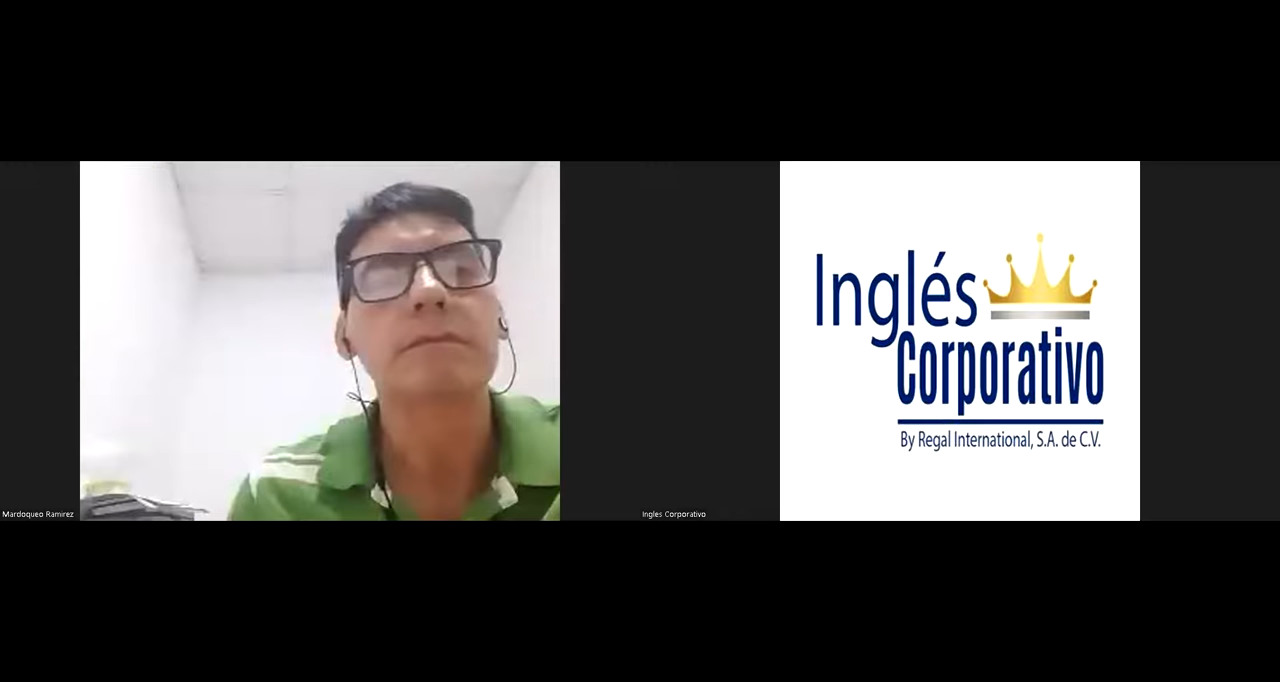 Inglés
Corporativo
By Regal International, S.A. de C.V.
Mardoqueo Ramirez
Ingles Corporativo